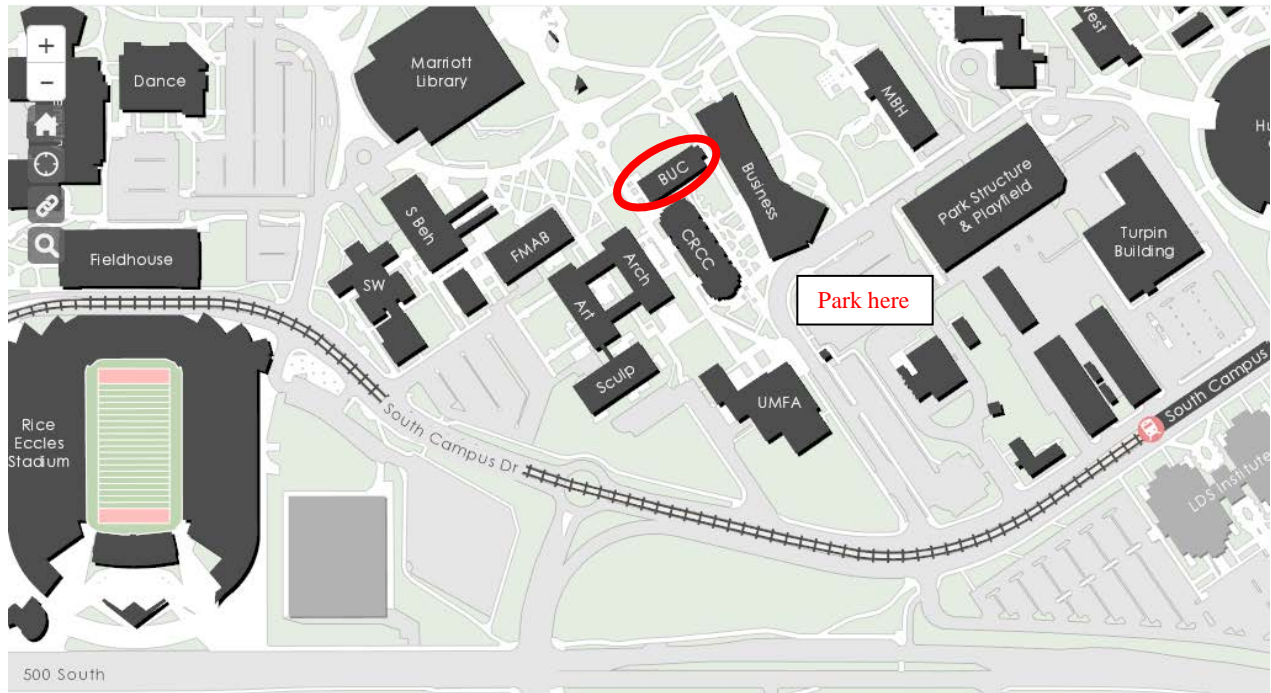 +
−
Dance
Marriott
Library
MBH
BUC
Business
S Beh
FMAB
CRCC
Arch
Park Structure
& Playfield
Turpin
Building
Fieldhouse
SW
Art
Park here
Sculp
UMFA
South Campus
South Campus Dr
Rice
Eccles
Stadium
LDS Institute
500 South